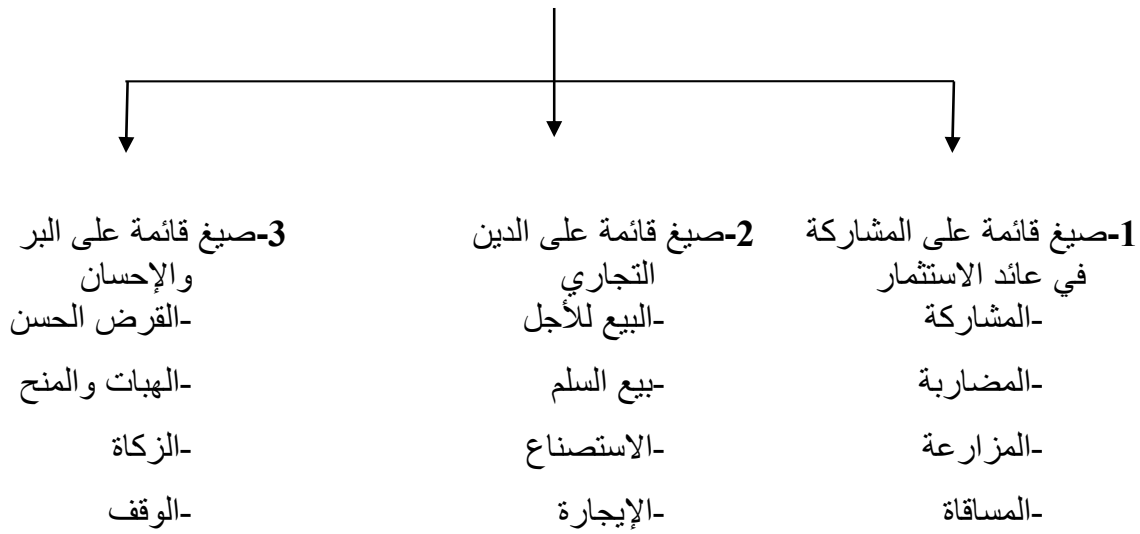 1-صيغ قائمة على المشاركة
في عائد الاستثمار
-المشاركة
-المضاربة
-المزارعة
-المساقاة
2-صيغ قائمة على الدين
التجاري
-البيع للأجل
-بيع السلم
-الاستصناع
-الإيجارة
3-صيغ قائمة على البر
والإحسان
-القرض الحسن
-الهبات والمنح
-الزكاة
-الوقف